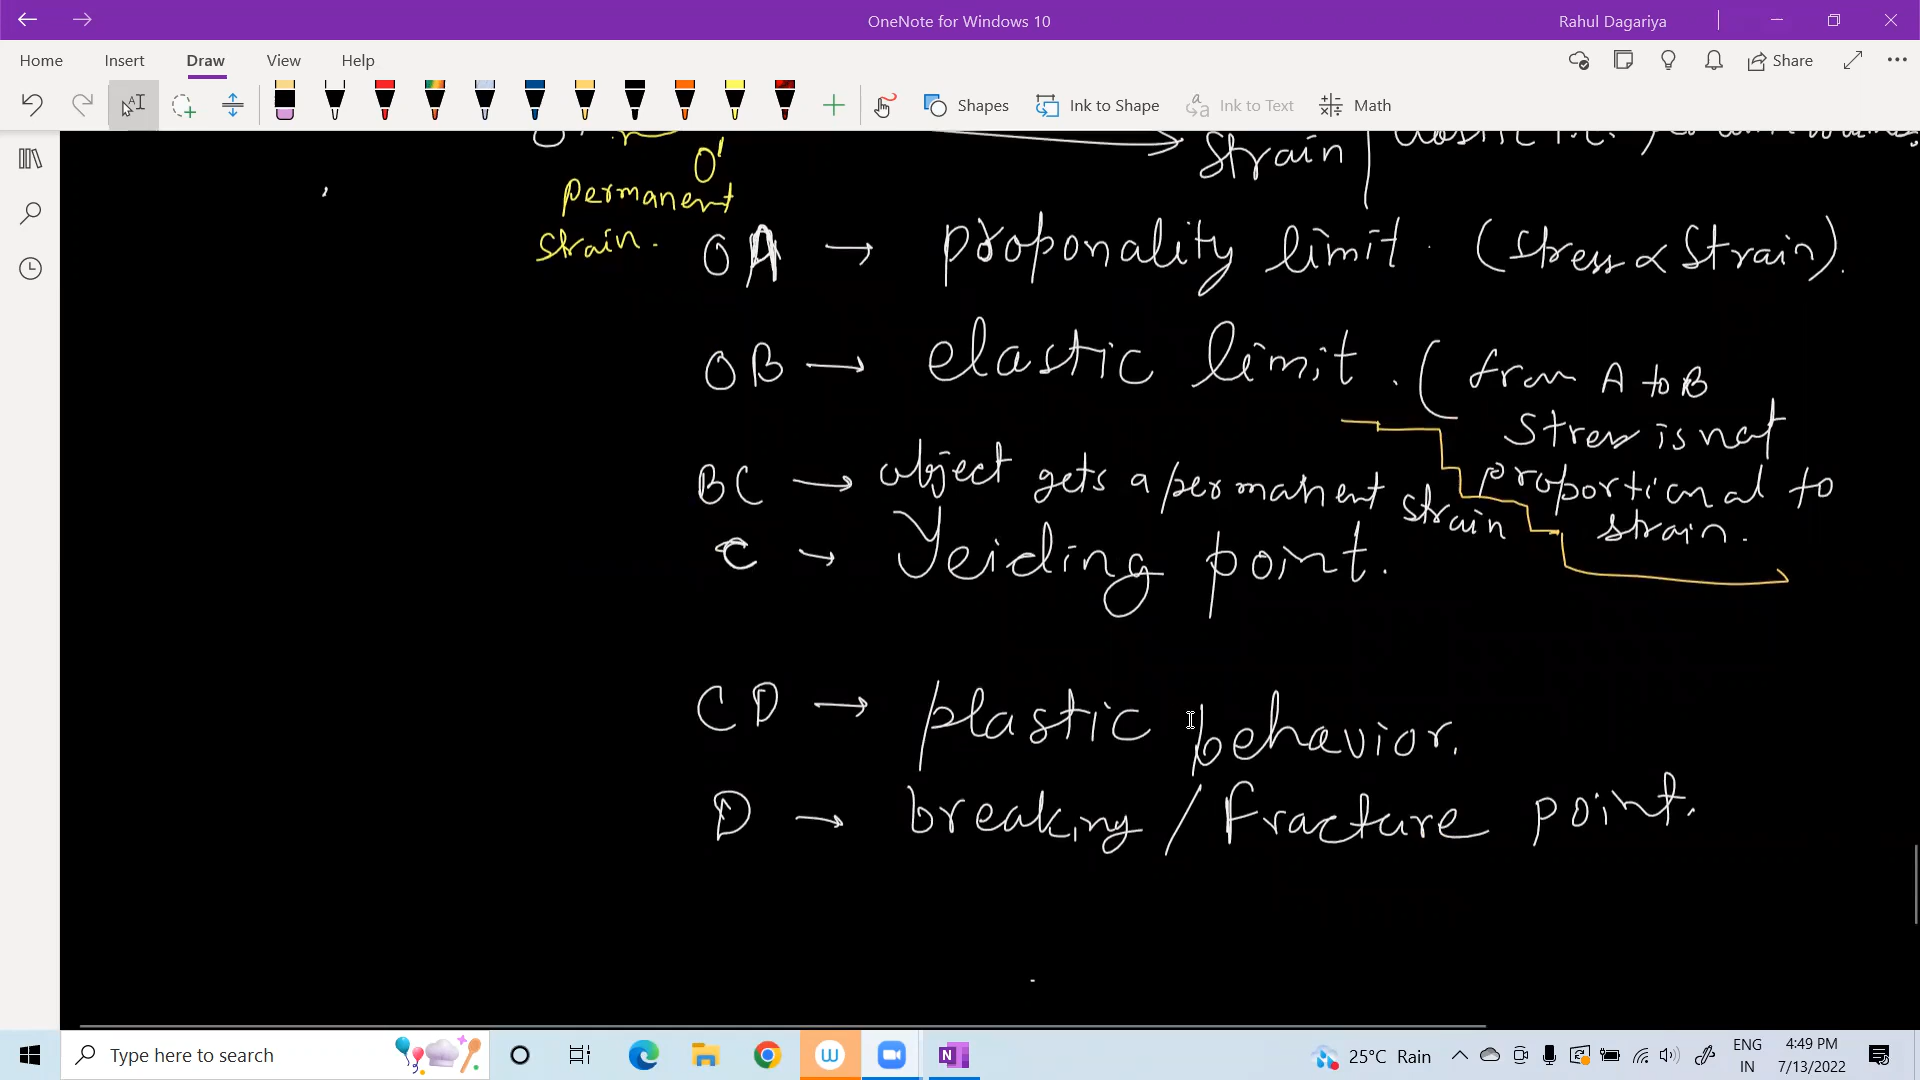 OneNote for Windows 10
Rahul Dagariya
Home Insert Draw View Help
Share
Shapes
Ink to Shape
Ink to Text
Math
O'
Strain
permanent
strain.
OA → proponality limit. (Stress ∝ Strain).
OB → elastic limit. (from A to B
Stress is not
proportional to
strain.
BC → object gets a permanent strain
C → Yeiding point.
CD → plastic behavior.
D → breaking / Fracture point.
Type here to search
25°C Rain
ENG
IN
4:49 PM
7/13/2022